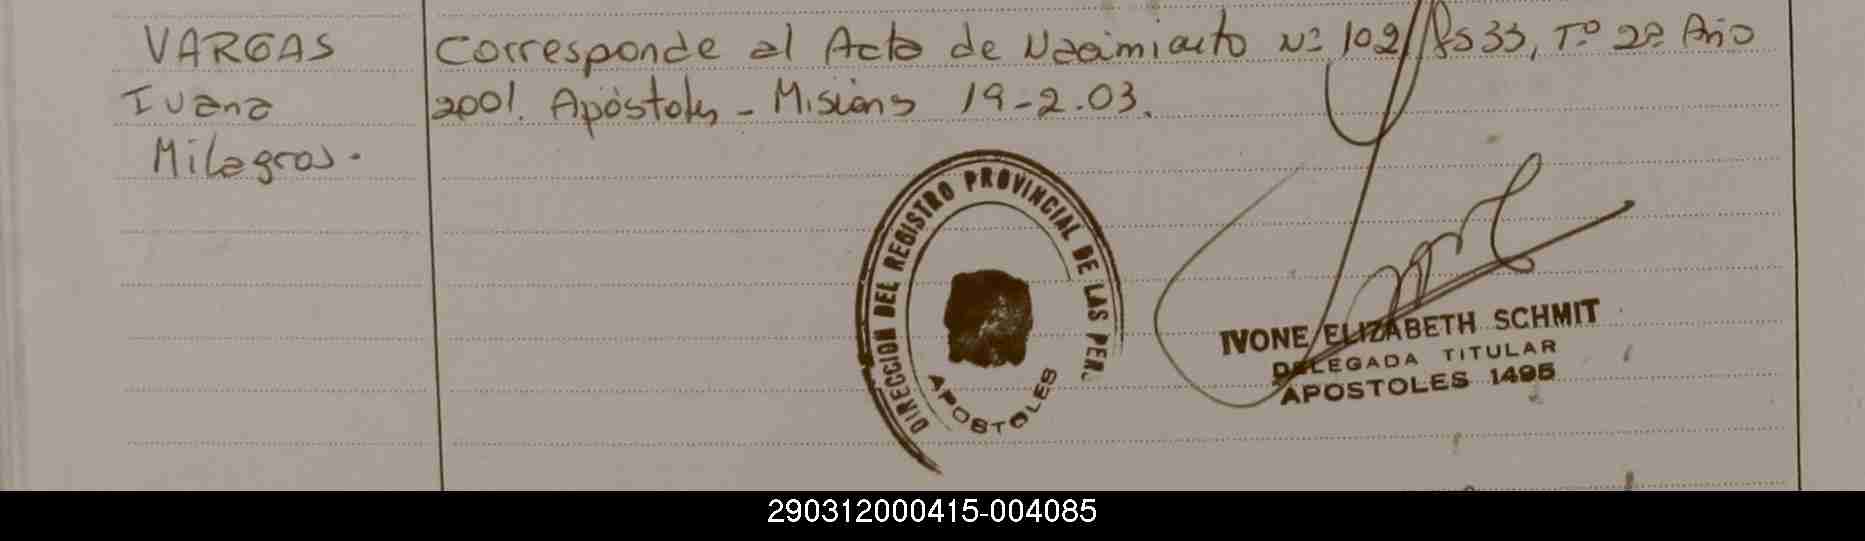 VARGAS
Ivana
Milagros.
Corresponde al Acta de Nacimiento Nº 102 fs 33, Tº 2º Año
2001. Apóstoles - Misiones 19-2-03.
DIRECCION DEL REGISTRO PROVINCIAL DE LAS PER.
APOSTOLES
IVONE ELIZABETH SCHMIT
DELEGADA TITULAR
APOSTOLES 1495
290312000415-004085